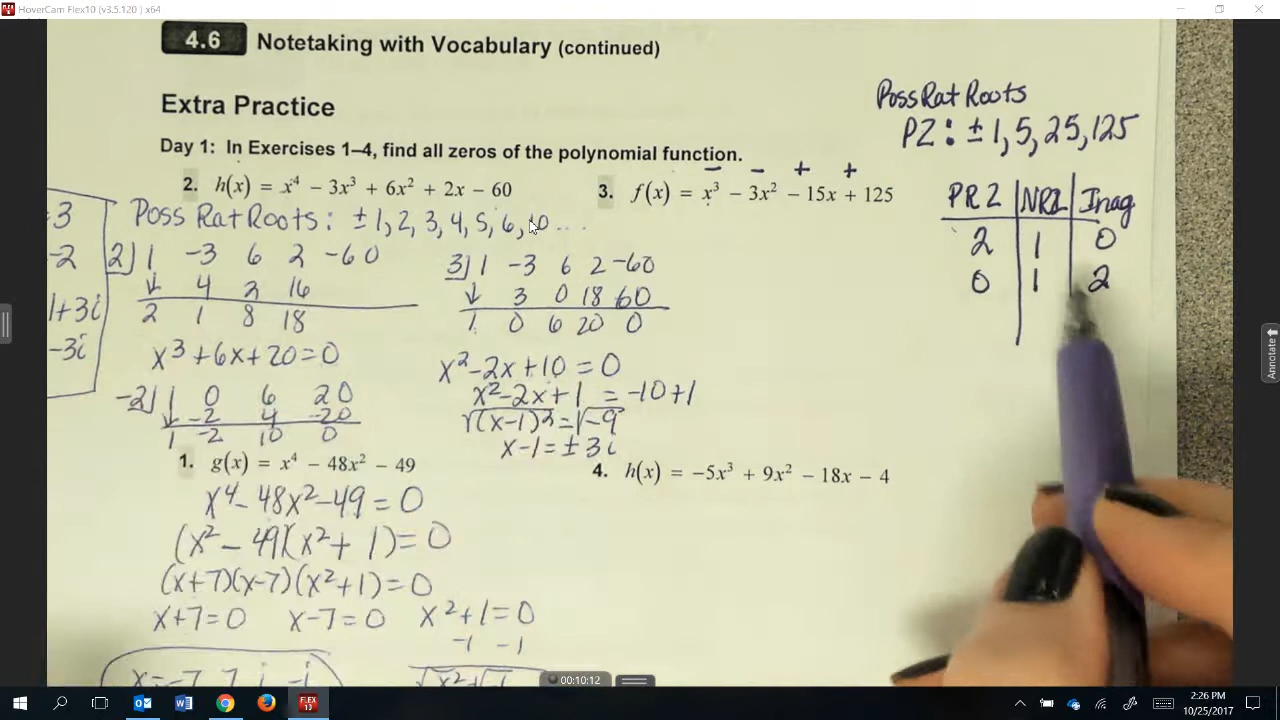 HoverCam Flex10 (v3.5.120 ) x64
4.6 Notetaking with Vocabulary (continued)
Extra Practice
Day 1: In Exercises 1–4, find all zeros of the polynomial function.
2. h(x) = x⁴ − 3x³ + 6x² + 2x − 60
Poss Rat Roots : ± 1, 2, 3, 4, 5, 6, 10 ...
2) 1 -3 6 2 -60
↓ 4 2 16
2 1 8 18
x³ + 6x + 20 = 0
-2) 1 0 6 20
↓ -2 4 -20
1 -2 10 0
3) 1 -3 6 2 -60
↓ 3 0 18 60
1 0 6 20 0
x² - 2x + 10 = 0
x² - 2x + 1 = -10 + 1
√(x-1)² = √-9
x - 1 = ± 3i
= 3
-2
1+3i
-3i
1. g(x) = x⁴ − 48x² − 49
x⁴ - 48x² - 49 = 0
(x² - 49)(x² + 1) = 0
(x+7)(x-7)(x²+1) = 0
x+7=0 x-7=0 x²+1=0
-1 -1
x = -7, 7, i, -i
− − + +
3. f(x) = x³ − 3x² − 15x + 125
Poss Rat Roots
PZ : ± 1, 5, 25, 125
PRZ NRZ Imag
2 1 0
0 1 2
4. h(x) = −5x³ + 9x² − 18x − 4
00:10:12
Annotate
FLEX
10
2:26 PM
10/25/2017